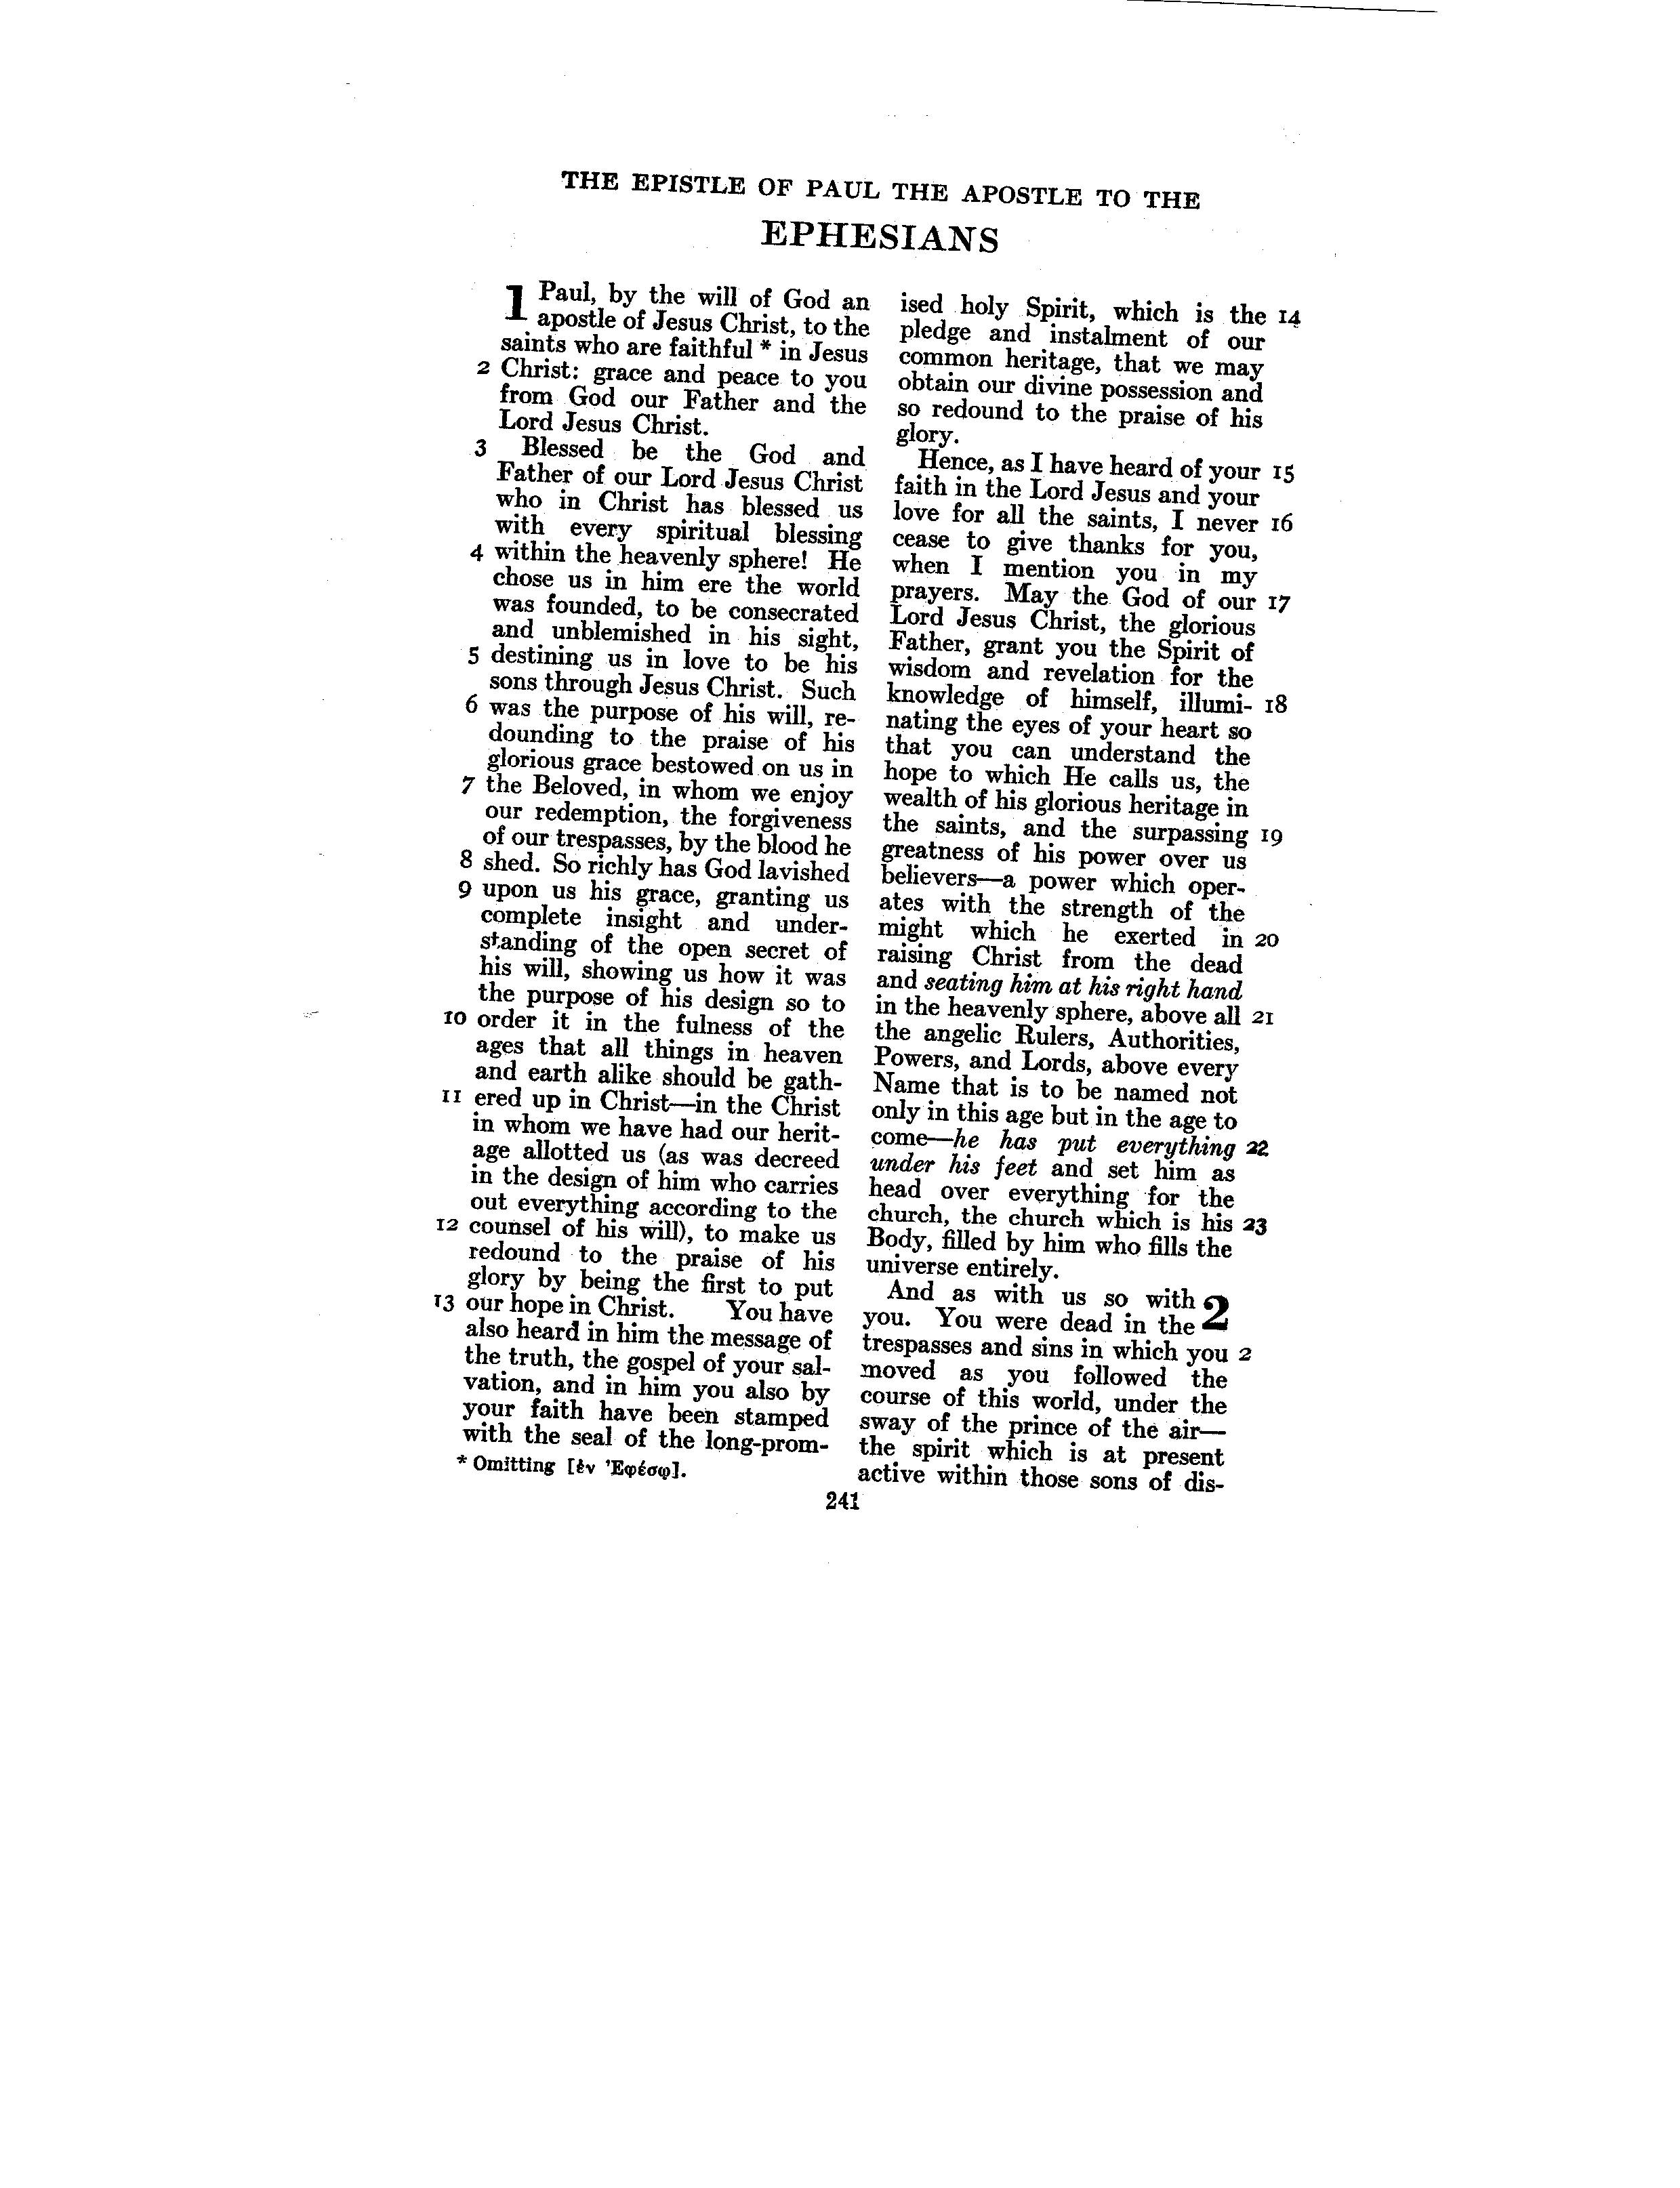 THE EPISTLE OF PAUL THE APOSTLE TO THE
EPHESIANS
1 Paul, by the will of God an
apostle of Jesus Christ, to the
saints who are faithful * in Jesus
2 Christ: grace and peace to you
from God our Father and the
Lord Jesus Christ.
3 Blessed be the God and
Father of our Lord Jesus Christ
who in Christ has blessed us
with every spiritual blessing
4 within the heavenly sphere! He
chose us in him ere the world
was founded, to be consecrated
and unblemished in his sight,
5 destining us in love to be his
sons through Jesus Christ. Such
6 was the purpose of his will, re-
dounding to the praise of his
glorious grace bestowed on us in
7 the Beloved, in whom we enjoy
our redemption, the forgiveness
of our trespasses, by the blood he
8 shed. So richly has God lavished
9 upon us his grace, granting us
complete insight and under-
standing of the open secret of
his will, showing us how it was
the purpose of his design so to
10 order it in the fulness of the
ages that all things in heaven
and earth alike should be gath-
11 ered up in Christ—in the Christ
in whom we have had our herit-
age allotted us (as was decreed
in the design of him who carries
out everything according to the
12 counsel of his will), to make us
redound to the praise of his
glory by being the first to put
13 our hope in Christ. You have
also heard in him the message of
the truth, the gospel of your sal-
vation, and in him you also by
your faith have been stamped
with the seal of the long-prom-
* Omitting [ἐν Ἐφέσῳ].
ised holy Spirit, which is the 14
pledge and instalment of our
common heritage, that we may
obtain our divine possession and
so redound to the praise of his
glory.
Hence, as I have heard of your 15
faith in the Lord Jesus and your
love for all the saints, I never 16
cease to give thanks for you,
when I mention you in my
prayers. May the God of our 17
Lord Jesus Christ, the glorious
Father, grant you the Spirit of
wisdom and revelation for the
knowledge of himself, illumi- 18
nating the eyes of your heart so
that you can understand the
hope to which He calls us, the
wealth of his glorious heritage in
the saints, and the surpassing 19
greatness of his power over us
believers—a power which oper-
ates with the strength of the
might which he exerted in 20
raising Christ from the dead
and seating him at his right hand
in the heavenly sphere, above all 21
the angelic Rulers, Authorities,
Powers, and Lords, above every
Name that is to be named not
only in this age but in the age to
come—he has put everything 22
under his feet and set him as
head over everything for the
church, the church which is his 23
Body, filled by him who fills the
universe entirely.
And as with us so with 2
you. You were dead in the
trespasses and sins in which you 2
moved as you followed the
course of this world, under the
sway of the prince of the air—
the spirit which is at present
active within those sons of dis-
241